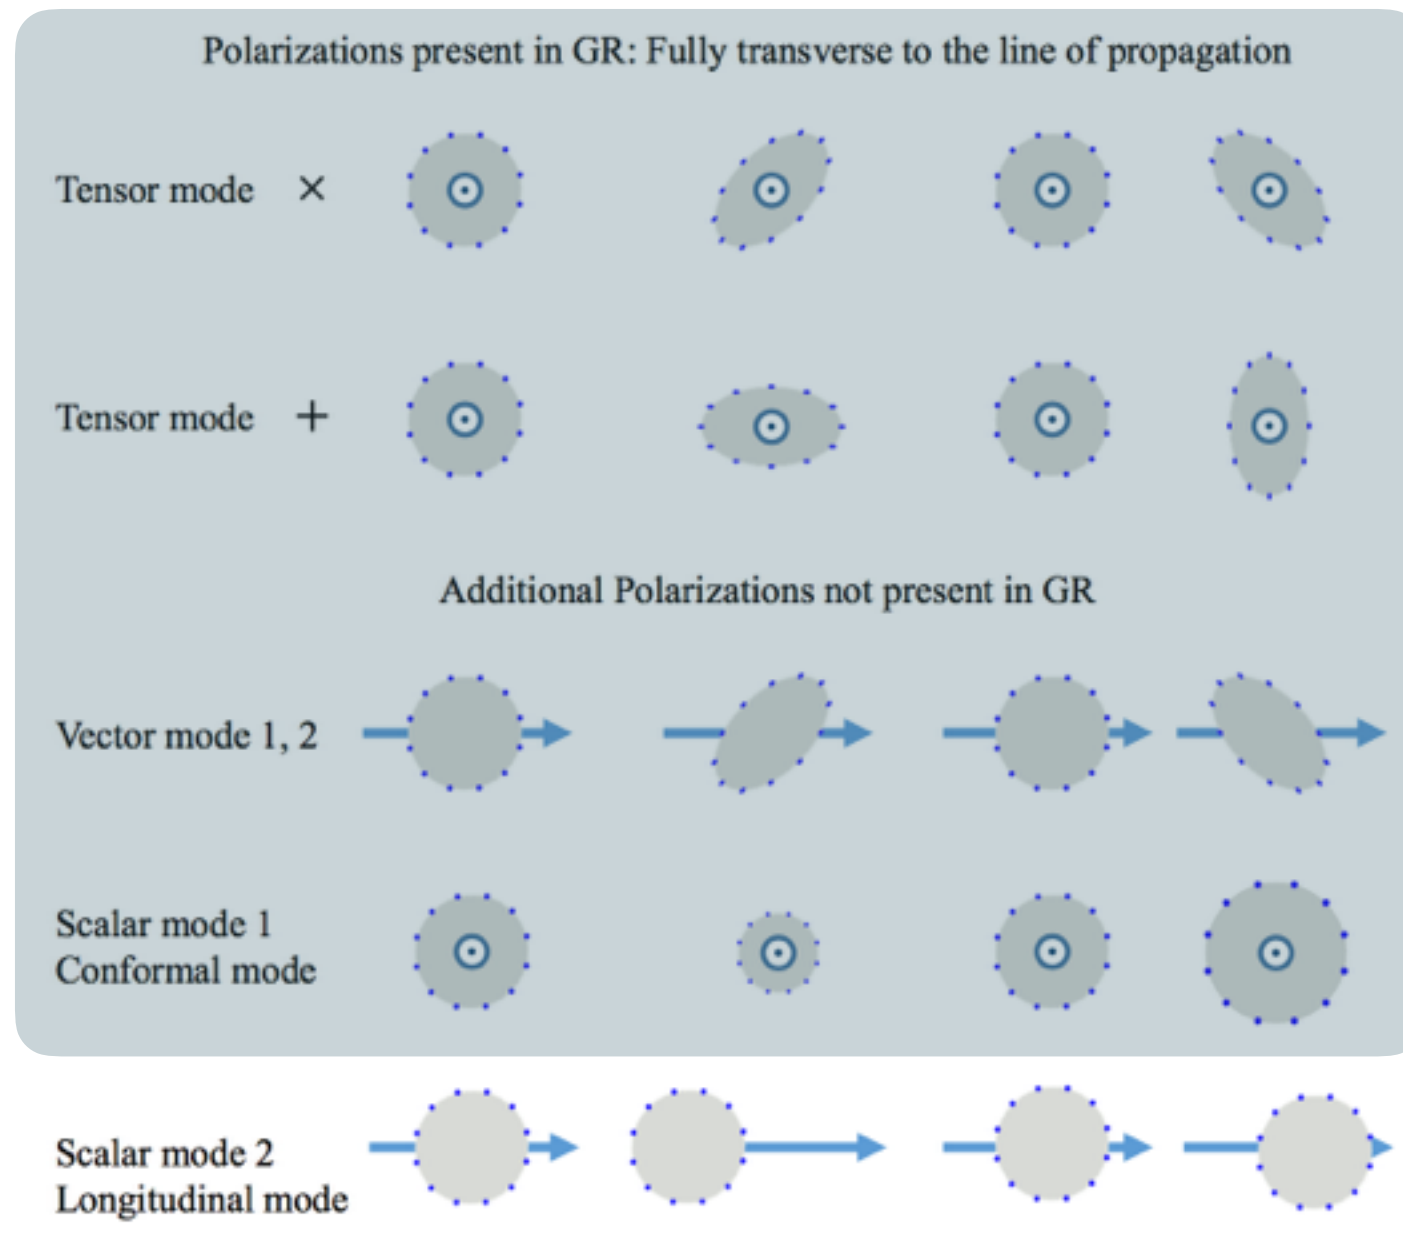 Polarizations present in GR: Fully transverse to the line of propagation
Tensor mode ×
Tensor mode +
Additional Polarizations not present in GR
Vector mode 1, 2
Scalar mode 1
Conformal mode
Scalar mode 2
Longitudinal mode